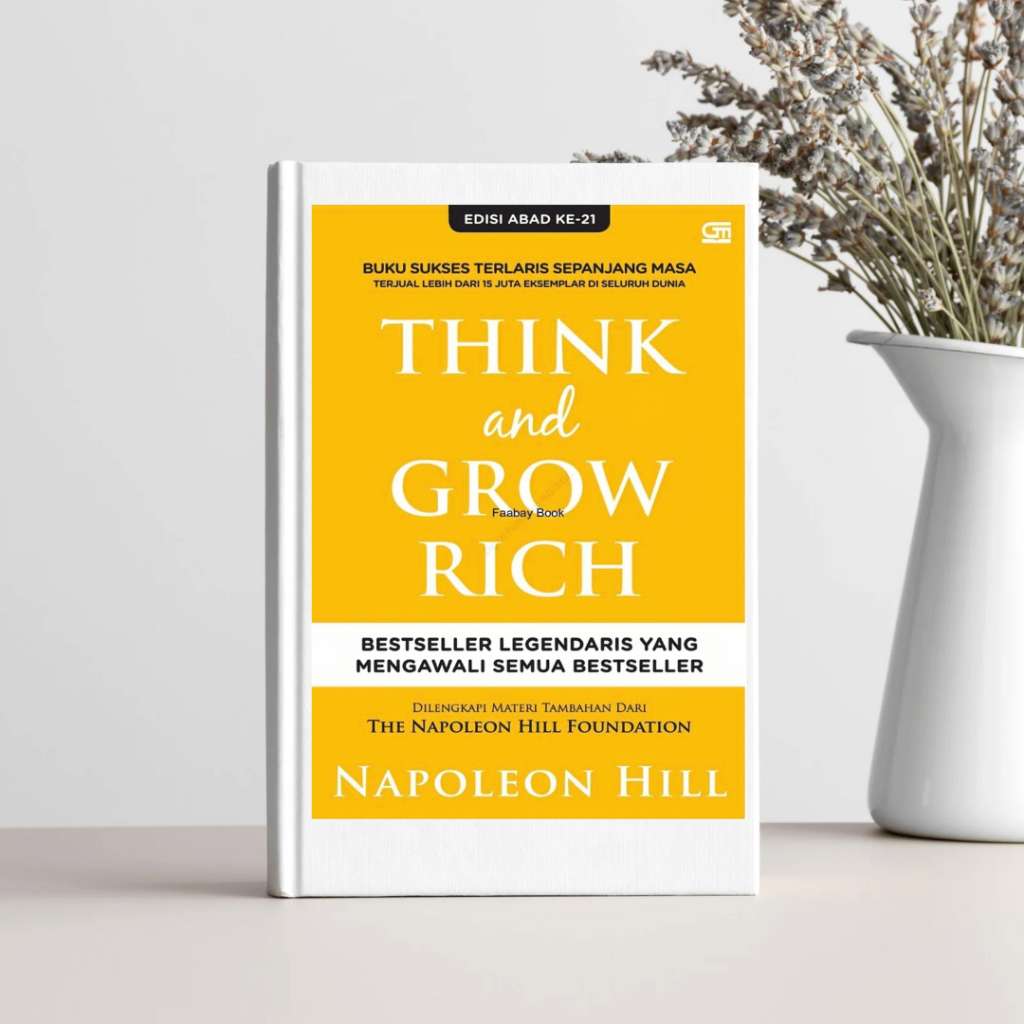 EDISI ABAD KE-21
BUKU SUKSES TERLARIS SEPANJANG MASA
TERJUAL LEBIH DARI 15 JUTA EKSEMPLAR DI SELURUH DUNIA
THINK
and
GROW
Faabay Book
RICH
BESTSELLER LEGENDARIS YANG
MENGAWALI SEMUA BESTSELLER
DILENGKAPI MATERI TAMBAHAN DARI
THE NAPOLEON HILL FOUNDATION
NAPOLEON HILL